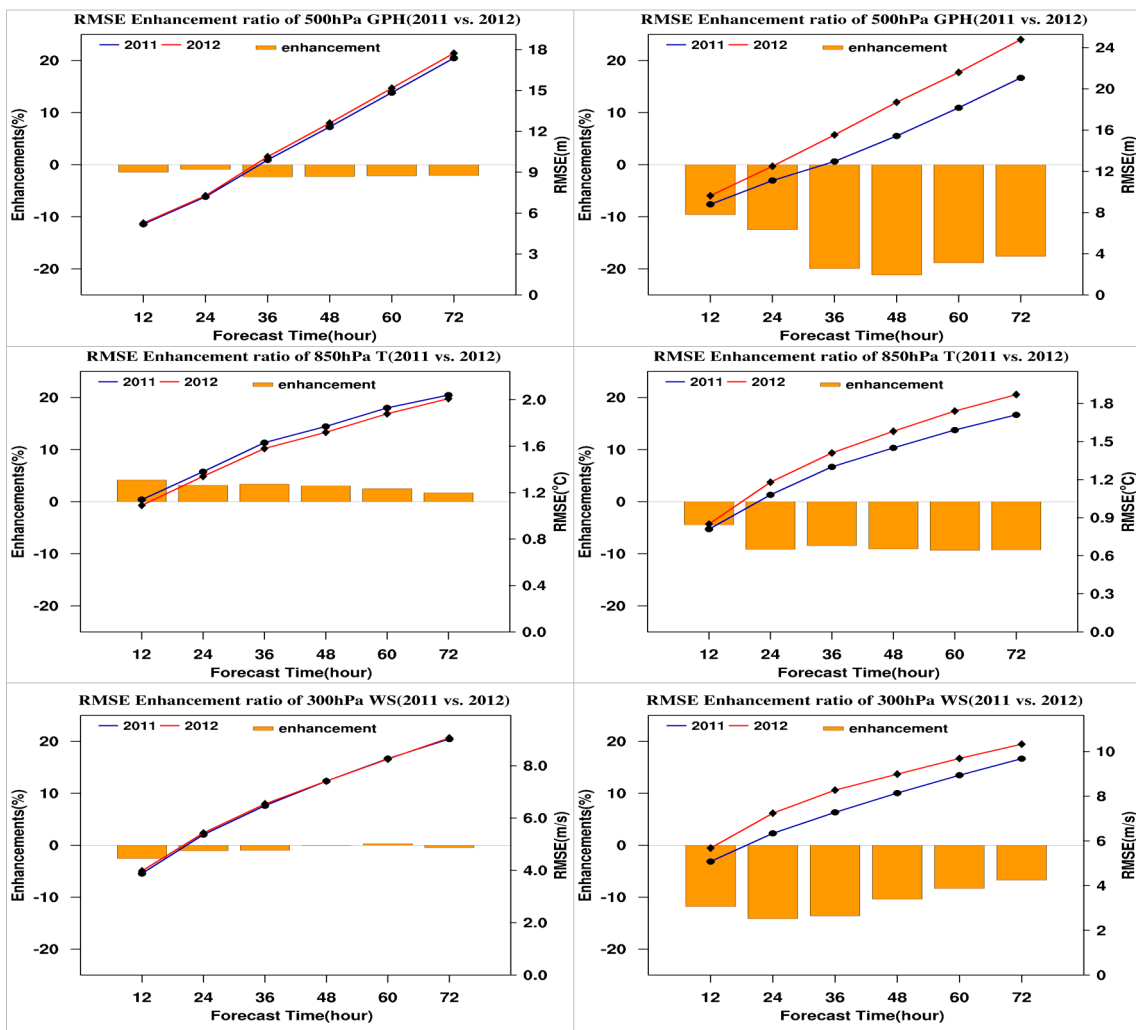 RMSE Enhancement ratio of 500hPa GPH(2011 vs. 2012)
2011 2012 enhancement
20
10
0
-10
-20
Enhancements(%)
18
15
12
9
6
3
0
RMSE(m)
12 24 36 48 60 72
Forecast Time(hour)
RMSE Enhancement ratio of 500hPa GPH(2011 vs. 2012)
2011 2012 enhancement
20
10
0
-10
-20
Enhancements(%)
24
20
16
12
8
4
0
RMSE(m)
12 24 36 48 60 72
Forecast Time(hour)
RMSE Enhancement ratio of 850hPa T(2011 vs. 2012)
2011 2012 enhancement
20
10
0
-10
-20
Enhancements(%)
2.0
1.6
1.2
0.8
0.4
0.0
RMSE(°C)
12 24 36 48 60 72
Forecast Time(hour)
RMSE Enhancement ratio of 850hPa T(2011 vs. 2012)
2011 2012 enhancement
20
10
0
-10
-20
Enhancements(%)
1.8
1.5
1.2
0.9
0.6
0.3
0.0
RMSE(°C)
12 24 36 48 60 72
Forecast Time(hour)
RMSE Enhancement ratio of 300hPa WS(2011 vs. 2012)
2011 2012 enhancement
20
10
0
-10
-20
Enhancements(%)
8.0
6.0
4.0
2.0
0.0
RMSE(m/s)
12 24 36 48 60 72
Forecast Time(hour)
RMSE Enhancement ratio of 300hPa WS(2011 vs. 2012)
2011 2012 enhancement
20
10
0
-10
-20
Enhancements(%)
10
8
6
4
2
0
RMSE(m/s)
12 24 36 48 60 72
Forecast Time(hour)